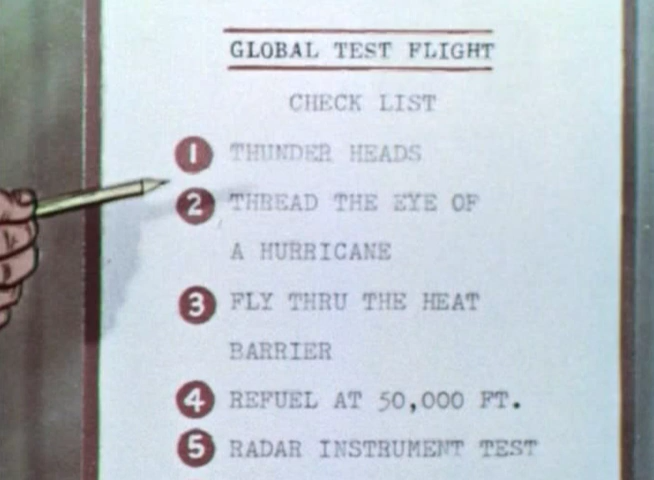 GLOBAL TEST FLIGHT
CHECK LIST
1 THUNDER HEADS
2 THREAD THE EYE OF
A HURRICANE
3 FLY THRU THE HEAT
BARRIER
4 REFUEL AT 50,000 FT.
5 RADAR INSTRUMENT TEST